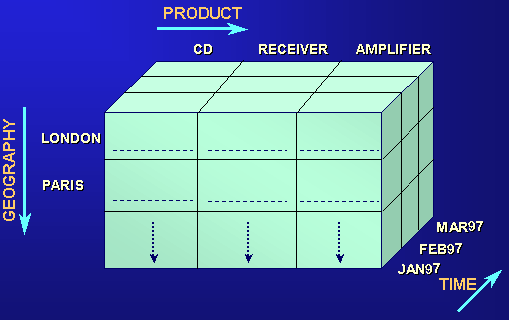 PRODUCT
CD RECEIVER AMPLIFIER
GEOGRAPHY
LONDON
PARIS
MAR97
FEB97
JAN97
TIME